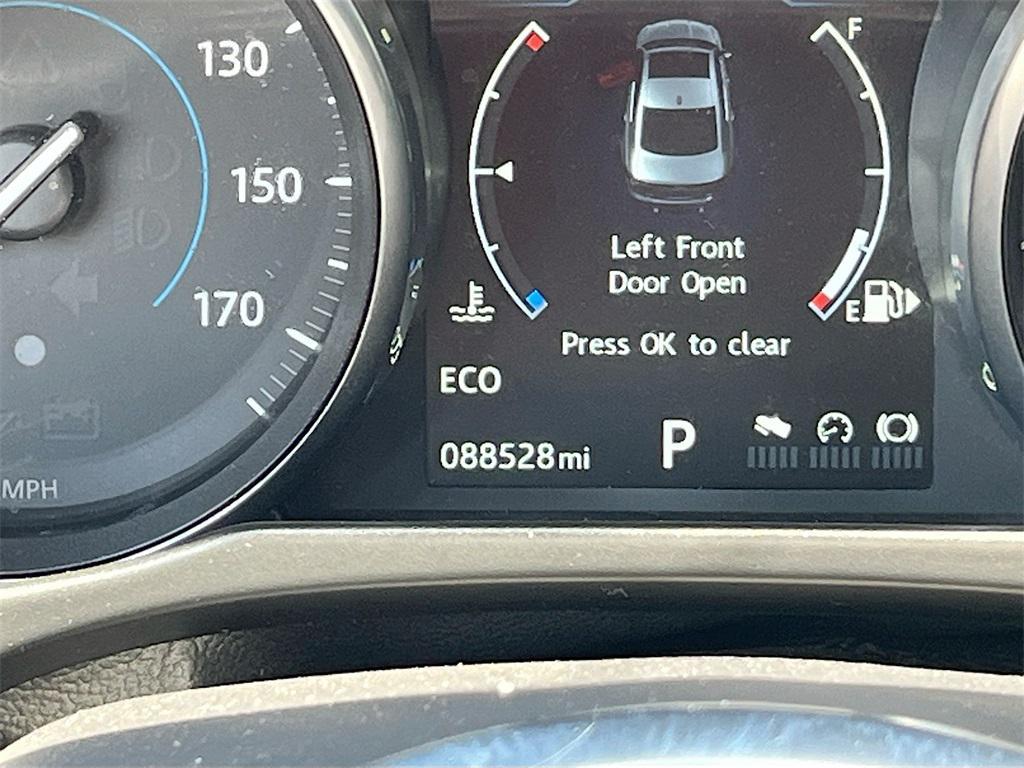 130
150
170
MPH
F
Left Front
Door Open
E
Press OK to clear
ECO
088528mi
P